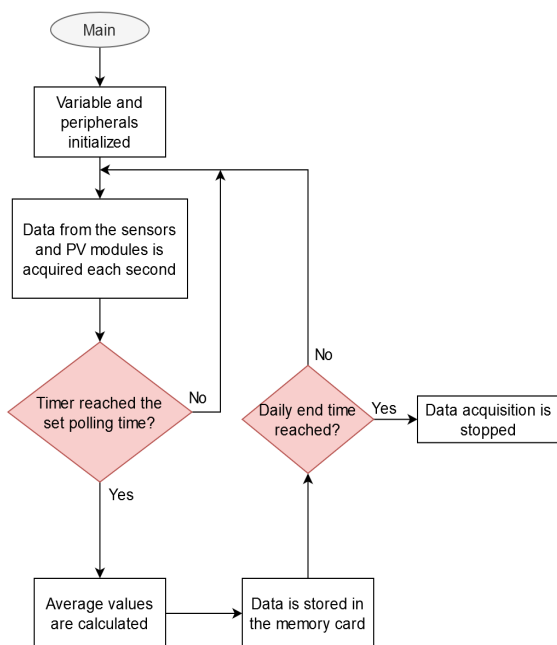 Main
Variable and
peripherals
initialized
Data from the sensors
and PV modules is
acquired each second
Timer reached the
set polling time?
No
Yes
Average values
are calculated
Data is stored in
the memory card
Daily end time
reached?
No
Yes
Data acquisition is
stopped